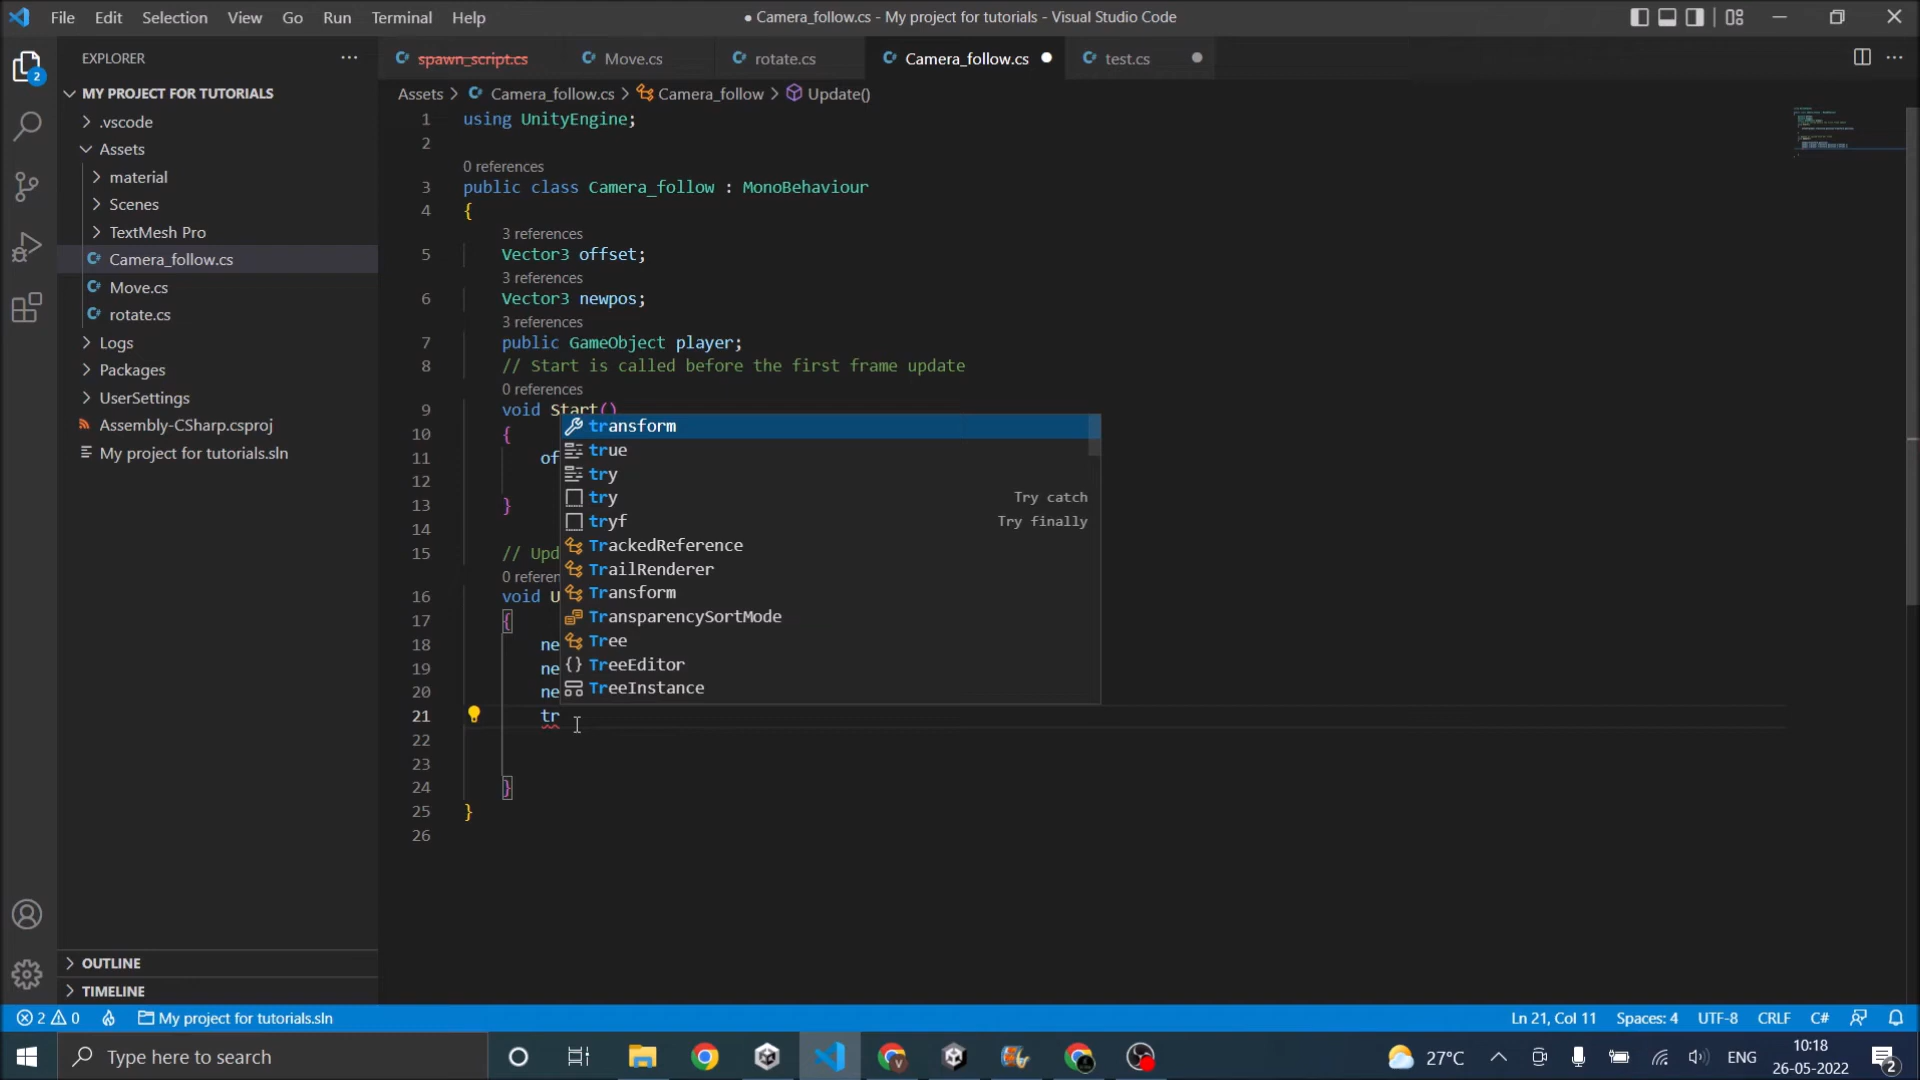 File Edit Selection View Go Run Terminal Help
● Camera_follow.cs - My project for tutorials - Visual Studio Code
EXPLORER
spawn_script.cs Move.cs rotate.cs Camera_follow.cs test.cs
MY PROJECT FOR TUTORIALS
.vscode
Assets
material
Scenes
TextMesh Pro
Camera_follow.cs
Move.cs
rotate.cs
Logs
Packages
UserSettings
Assembly-CSharp.csproj
My project for tutorials.sln
OUTLINE
TIMELINE
Assets > Camera_follow.cs > Camera_follow > Update()
1 using UnityEngine;
2
0 references
3 public class Camera_follow : MonoBehaviour
4 {
3 references
5 Vector3 offset;
3 references
6 Vector3 newpos;
3 references
7 public GameObject player;
8 // Start is called before the first frame update
0 references
9 void Start()
10 {
11 of
12
13 }
14
15 // Upd
0 referen
16 void U
17 {
18 ne
19 ne
20 ne
21 tr
22
23
24 }
25 }
26
transform
true
try
try Try catch
tryf Try finally
TrackedReference
TrailRenderer
Transform
TransparencySortMode
Tree
TreeEditor
TreeInstance
2 0 My project for tutorials.sln
Ln 21, Col 11 Spaces: 4 UTF-8 CRLF C#
Type here to search
27°C ENG
10:18
26-05-2022
2
2